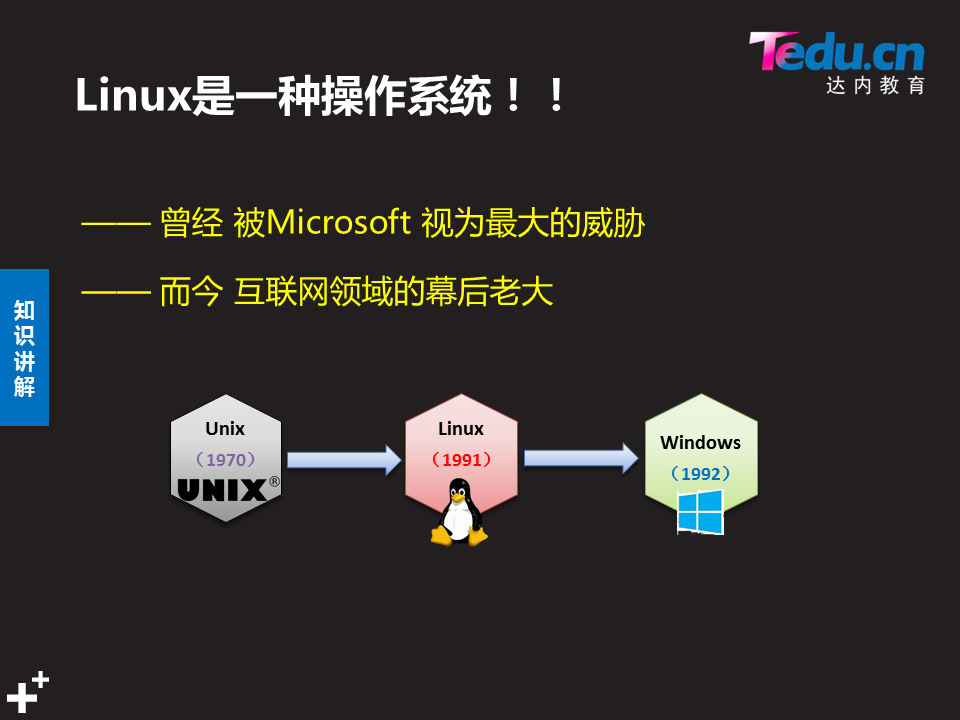 Tedu.cn
达内教育
Linux是一种操作系统！！
—— 曾经 被Microsoft 视为最大的威胁
—— 而今 互联网领域的幕后老大
知识讲解
Unix
（1970）
UNIX®
Linux
（1991）
Windows
（1992）